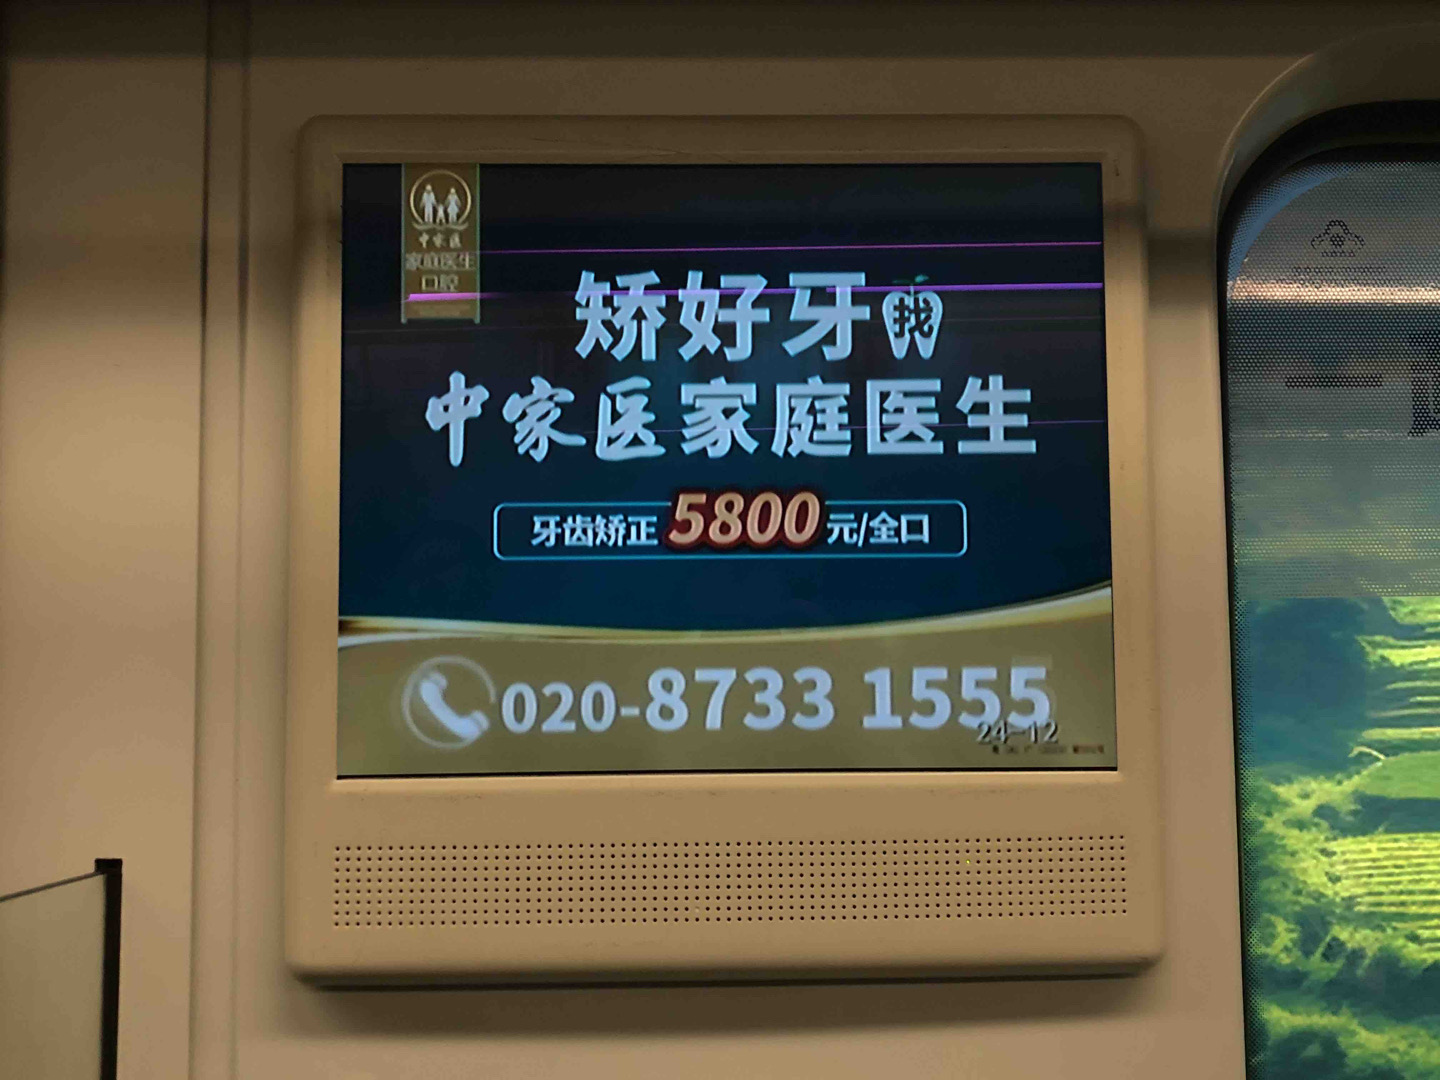 中家医
家庭医生
口腔
矫好牙找
中家医家庭医生
牙齿矫正5800元/全口
020-8733 1555
24-12